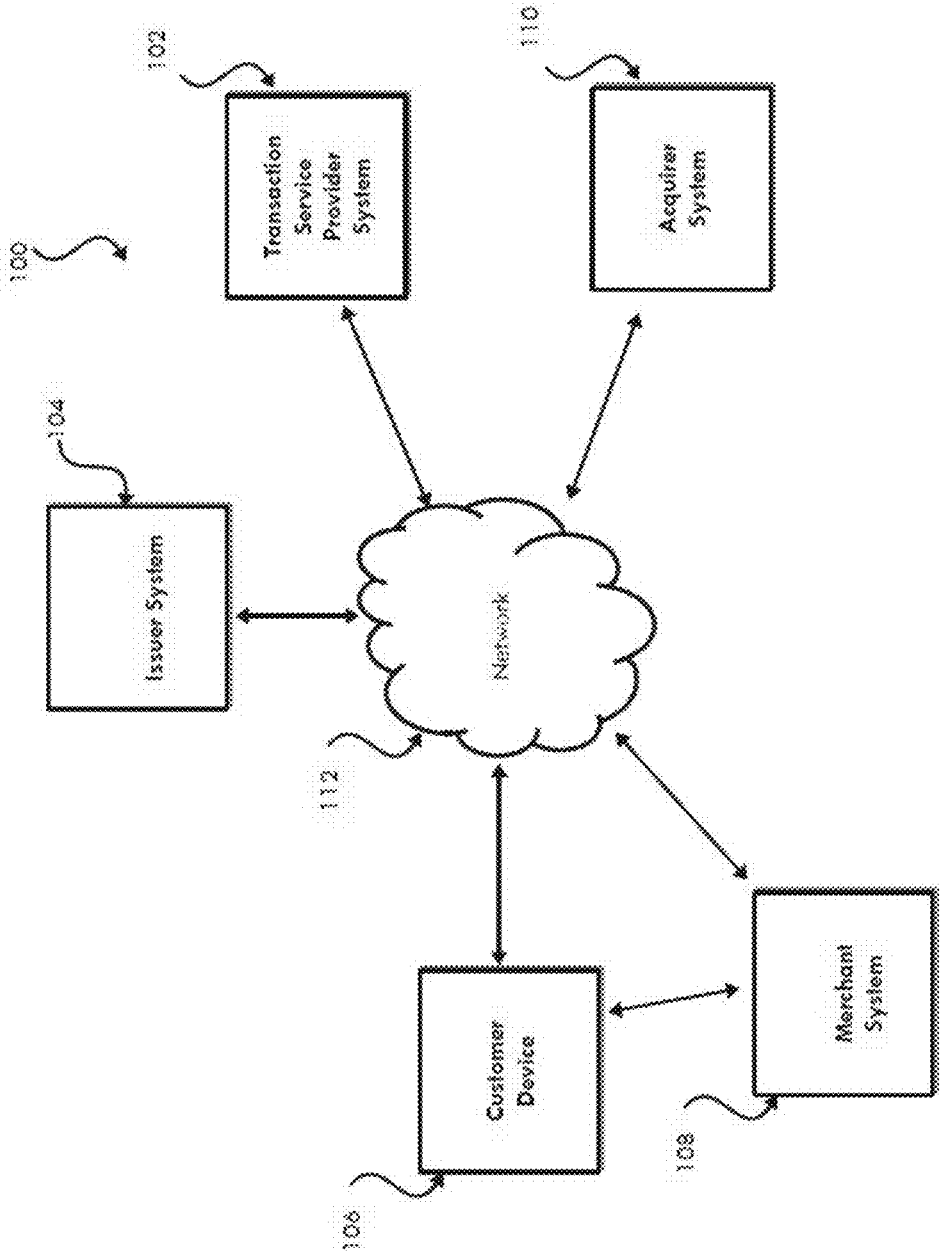 100
102
Transaction
Service
Provider
System
104
Issuer System
110
Acquirer
System
112
Network
106
Customer
Device
108
Merchant
System